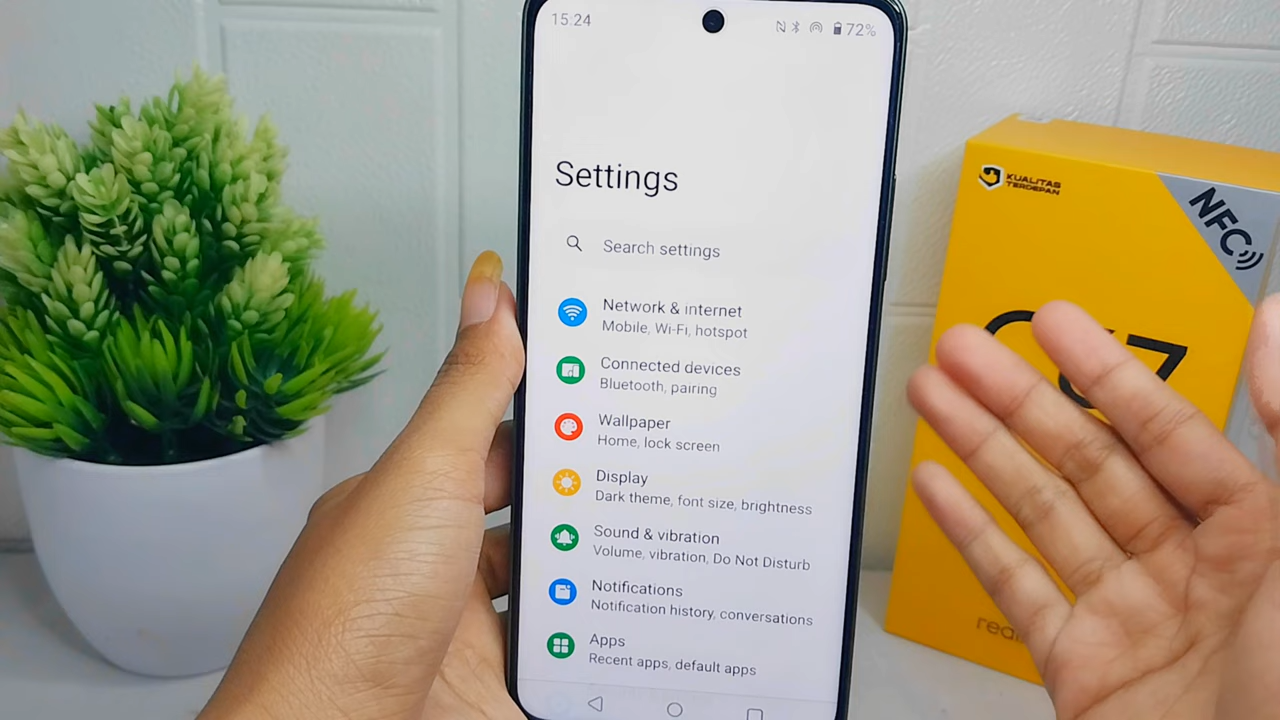 15:24
72%
Settings
Search settings
Network & internet
Mobile, Wi-Fi, hotspot
Connected devices
Bluetooth, pairing
Wallpaper
Home, lock screen
Display
Dark theme, font size, brightness
Sound & vibration
Volume, vibration, Do Not Disturb
Notifications
Notification history, conversations
Apps
Recent apps, default apps
KUALITAS
TERDEPAN
NFC